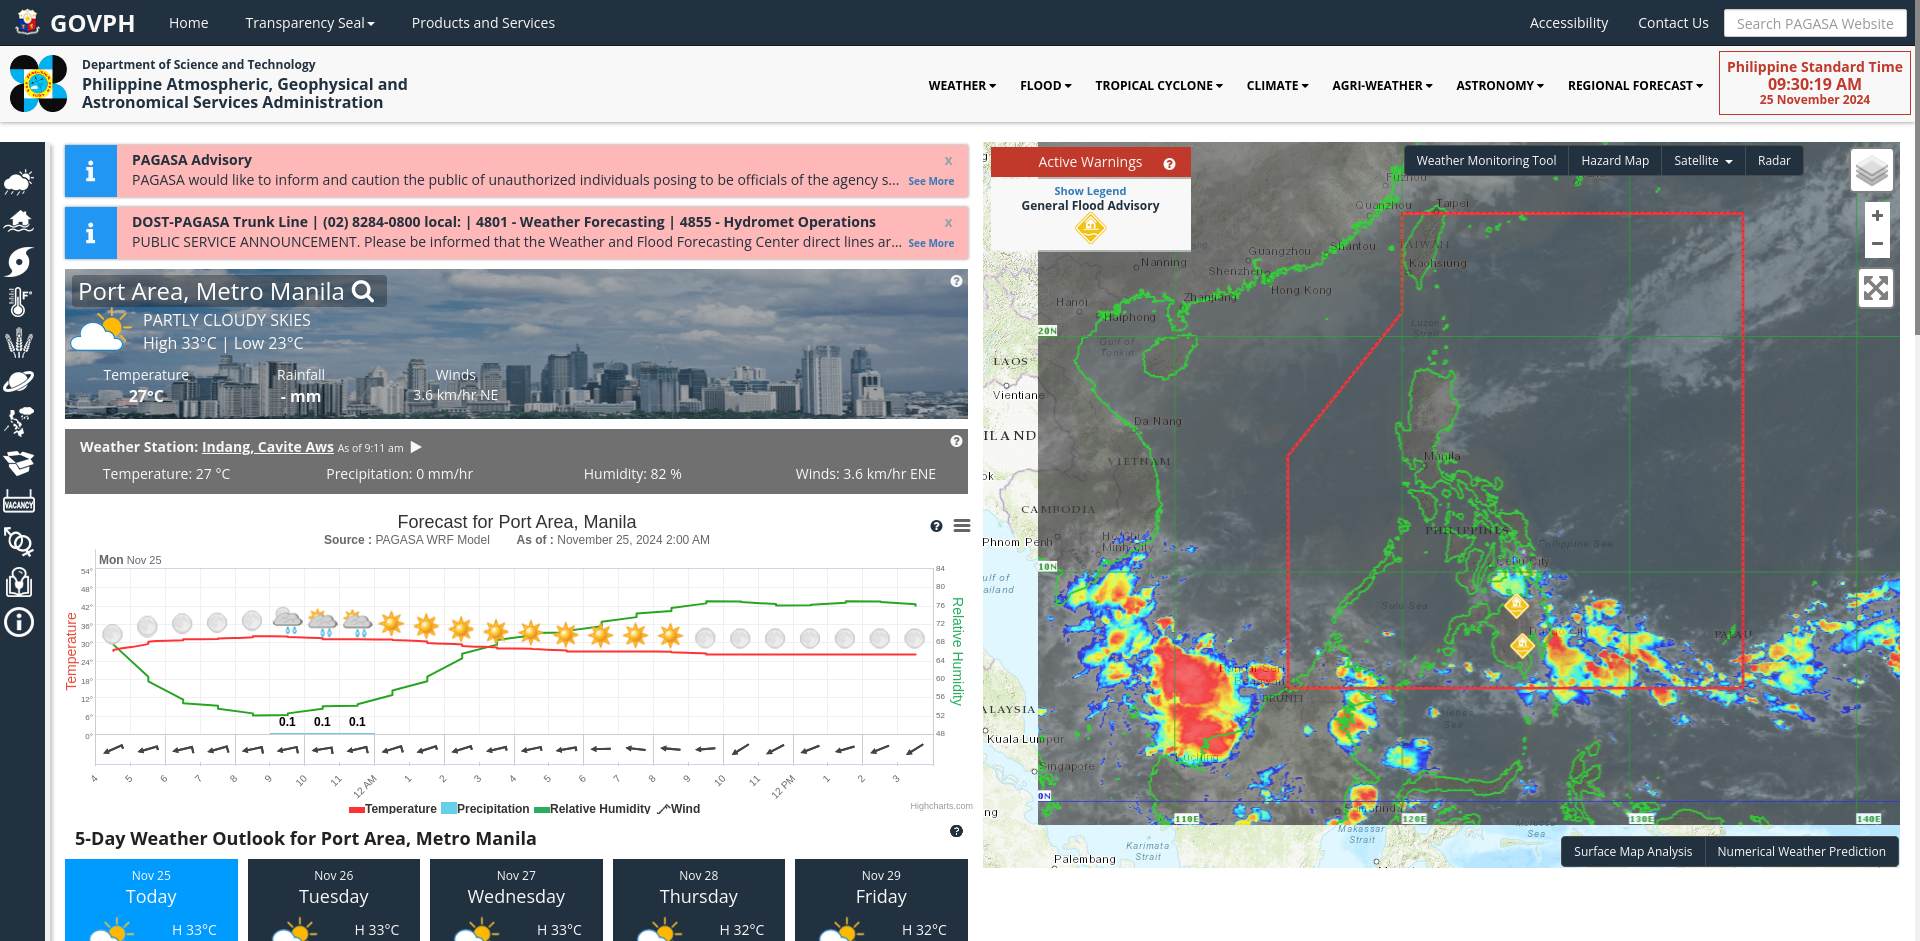 GOVPH
Home
Transparency Seal
Products and Services
Accessibility
Contact Us
Search PAGASA Website
Department of Science and Technology
Philippine Atmospheric, Geophysical and
Astronomical Services Administration
WEATHER
FLOOD
TROPICAL CYCLONE
CLIMATE
AGRI-WEATHER
ASTRONOMY
REGIONAL FORECAST
Philippine Standard Time
09:30:19 AM
25 November 2024
PAGASA Advisory
x
PAGASA would like to inform and caution the public of unauthorized individuals posing to be officials of the agency s... See More
DOST-PAGASA Trunk Line | (02) 8284-0800 local: | 4801 - Weather Forecasting | 4855 - Hydromet Operations
x
PUBLIC SERVICE ANNOUNCEMENT. Please be informed that the Weather and Flood Forecasting Center direct lines ar... See More
Port Area, Metro Manila
PARTLY CLOUDY SKIES
High 33°C | Low 23°C
Temperature
27°C
Rainfall
- mm
Winds
3.6 km/hr NE
Weather Station: Indang, Cavite Aws As of 9:11 am
Temperature: 27 °C
Precipitation: 0 mm/hr
Humidity: 82 %
Winds: 3.6 km/hr ENE
VACANCY
Forecast for Port Area, Manila
Source : PAGASA WRF Model As of : November 25, 2024 2:00 AM
Mon Nov 25
Temperature
54°
48°
42°
36°
30°
24°
18°
12°
6°
0°
84
80
76
72
68
64
60
56
52
48
Relative Humidity
0.1 0.1 0.1
4 5 6 7 8 9 10 11 12 AM 1 2 3 4 5 6 7 8 9 10 11 12 PM 1 2 3
Temperature Precipitation Relative Humidity Wind
Highcharts.com
5-Day Weather Outlook for Port Area, Metro Manila
Nov 25
Today
H 33°C
Nov 26
Tuesday
H 33°C
Nov 27
Wednesday
H 33°C
Nov 28
Thursday
H 32°C
Nov 29
Friday
H 32°C
Active Warnings
Show Legend
General Flood Advisory
Weather Monitoring Tool
Hazard Map
Satellite
Radar
+
−
Fuzhou
Quanzhou
Taipei
TAIWAN
Kaohsiung
Guangzhou
Shantou
Nanning
Shenzhen
Hong Kong
Zhanjiang
Hanoi
Haiphong
20N
Gulf of
Tonkin
Luzon
Strait
LAOS
Vientiane
Da Nang
ILAND
VIETNAM
Manila
ok
CAMBODIA
PHILIPPINES
Ho Chi
Minh City
Phnom Penh
Philippine Sea
Cebu City
10N
ulf of
ailand
Sulu Sea
Davao City
PALAU
Bandar Seri
Begawan
BRUNEI
ALAYSIA
Kuala Lumpur
Celebes
Sea
Kuching
Singapore
0N
Samarinda
110E
120E
130E
140E
ng
Makassar
Strait
Molucca
Sea
Karimata
Strait
Palembang
Surface Map Analysis
Numerical Weather Prediction